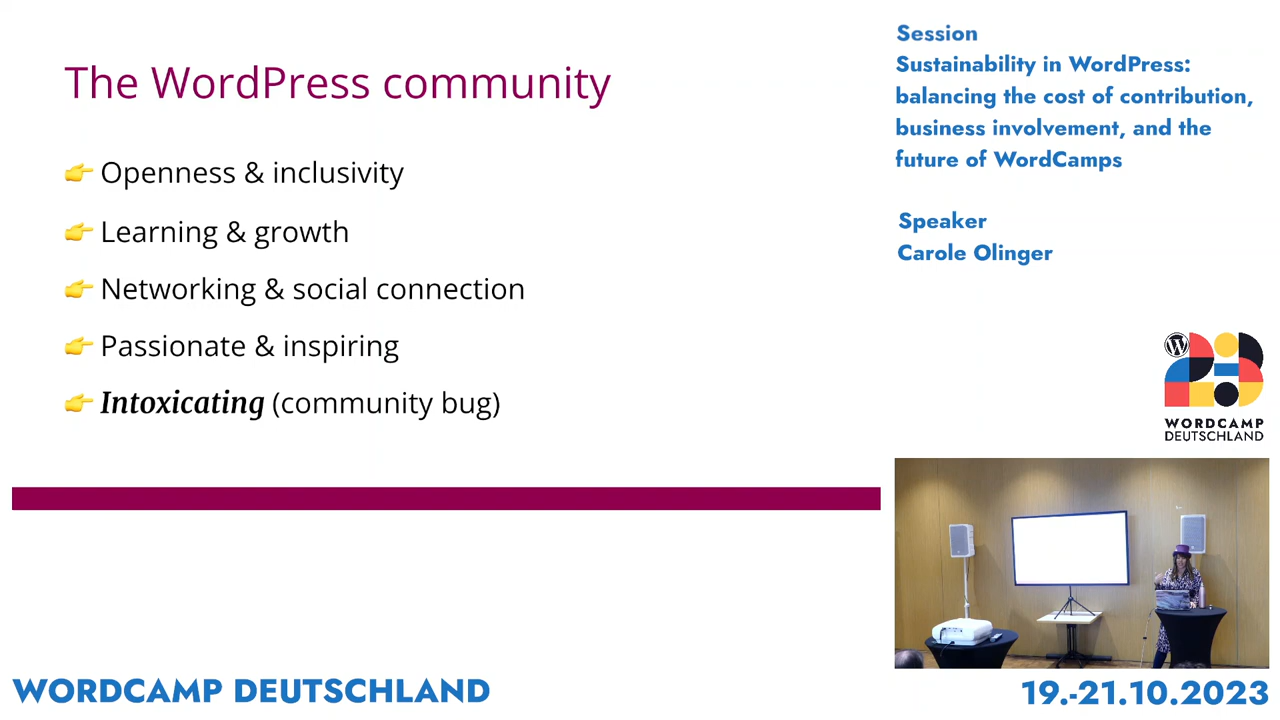 The WordPress community
👉 Openness & inclusivity
👉 Learning & growth
👉 Networking & social connection
👉 Passionate & inspiring
👉 Intoxicating (community bug)
Session
Sustainability in WordPress:
balancing the cost of contribution,
business involvement, and the
future of WordCamps
Speaker
Carole Olinger
WORDCAMP
DEUTSCHLAND
WORDCAMP DEUTSCHLAND
19.-21.10.2023